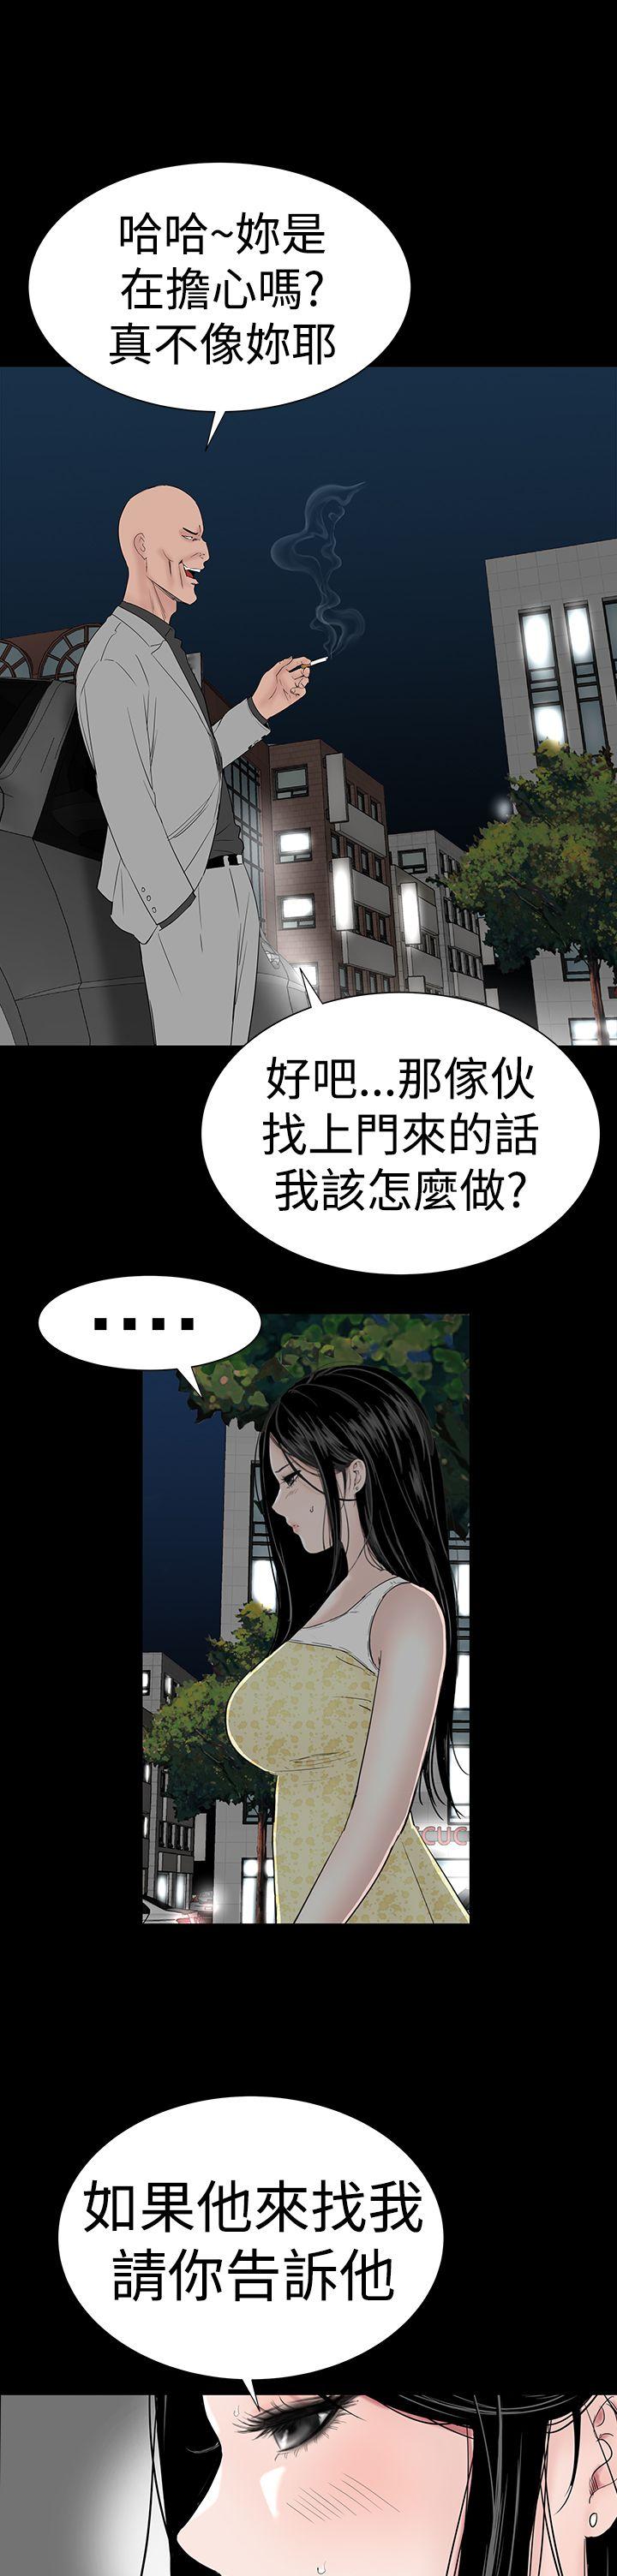 哈哈~妳是
在擔心嗎?
真不像妳耶
好吧...那傢伙
找上門來的話
我該怎麼做?
....
CUC
如果他來找我
請你告訴他